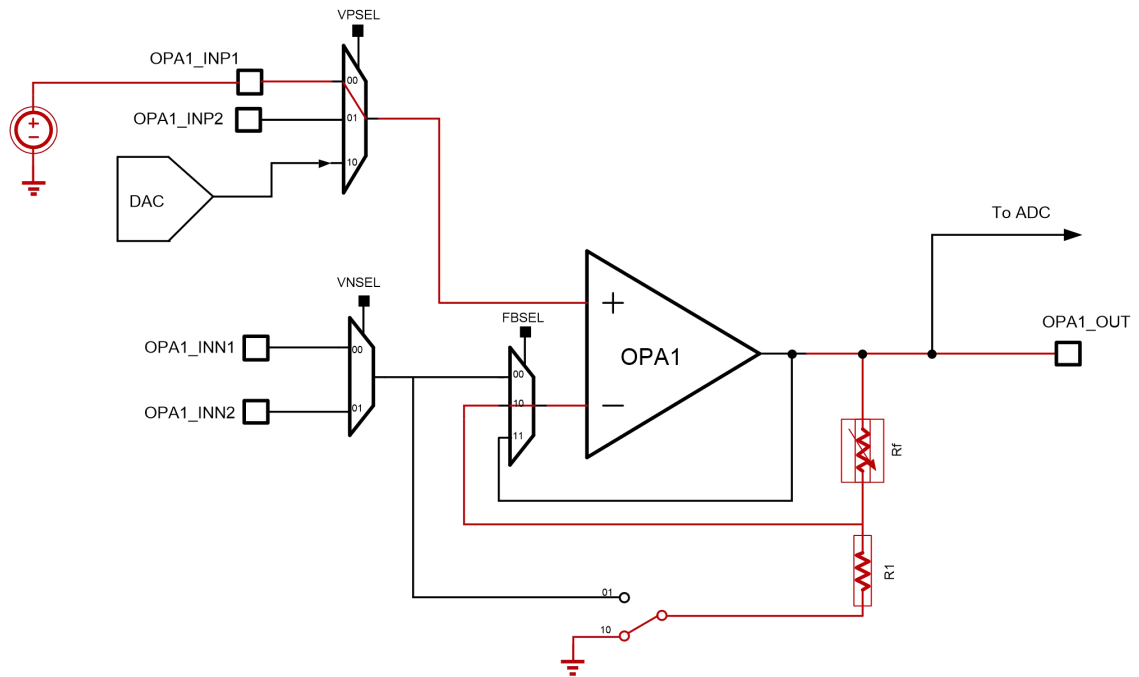 VPSEL
OPA1_INP1
00
OPA1_INP2
01
10
DAC
To ADC
VNSEL
FBSEL
OPA1_OUT
OPA1_INN1
00
OPA1
00
10
OPA1_INN2
01
11
Rf
R1
01
10